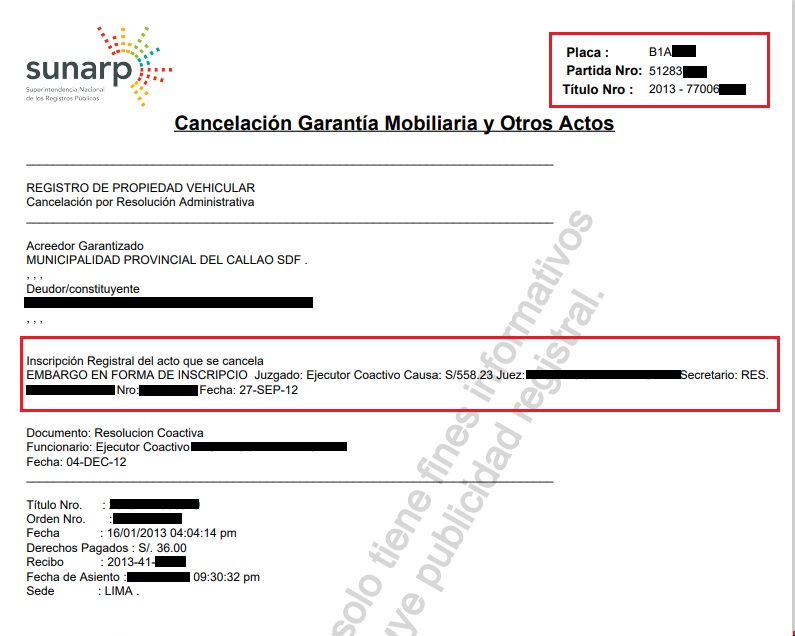 sunarp
Superintendencia Nacional
de los Registros Públicos
Placa : B1A
Partida Nro: 51283
Título Nro : 2013 - 77006
Cancelación Garantía Mobiliaria y Otros Actos
REGISTRO DE PROPIEDAD VEHICULAR
Cancelación por Resolución Administrativa
Acreedor Garantizado
MUNICIPALIDAD PROVINCIAL DEL CALLAO SDF .
, , ,
Deudor/constituyente
, , ,
Inscripción Registral del acto que se cancela
EMBARGO EN FORMA DE INSCRIPCIO Juzgado: Ejecutor Coactivo Causa: S/558.23 Juez: Secretario: RES.
Nro: Fecha: 27-SEP-12
Documento: Resolucion Coactiva
Funcionario: Ejecutor Coactivo
Fecha: 04-DEC-12
Título Nro. :
Orden Nro. :
Fecha : 16/01/2013 04:04:14 pm
Derechos Pagados : S/. 36.00
Recibo : 2013-41-
Fecha de Asiento : 09:30:32 pm
Sede : LIMA .
solo tiene fines informativos
uye publicidad registral.